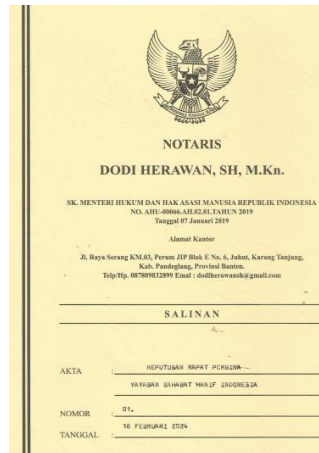 NOTARIS
DODI HERAWAN, SH, M.Kn.
SK. MENTERI HUKUM DAN HAK ASASI MANUSIA REPUBLIK INDONESIA
NO. AHU-00066.AH.02.01.TAHUN 2019
Tanggal 07 Januari 2019
Alamat Kantor
Jl. Raya Serang KM.03, Perum JIP Blok E No. 6, Juhut, Karang Tanjung,
Kab. Pandeglang, Provinsi Banten.
Telp/Hp. 087809832899 Email : dodiherawansh@gmail.com
SALINAN
AKTA : KEPUTUSAN RAPAT PEMBINA
YAYASAN SAHABAT HANIF INDONESIA
NOMOR : 01.
TANGGAL : 16 FEBRUARI 2024